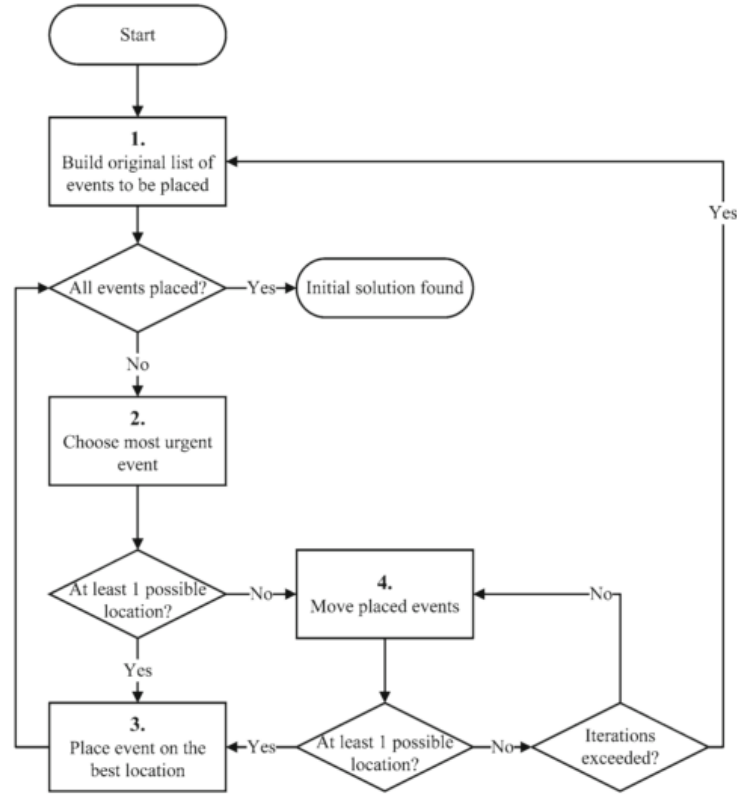 Start
1.
Build original list of
events to be placed
Yes
All events placed?
Yes
Initial solution found
No
2.
Choose most urgent
event
At least 1 possible
location?
No
4.
Move placed events
No
Yes
3.
Place event on the
best location
Yes
At least 1 possible
location?
No
Iterations
exceeded?